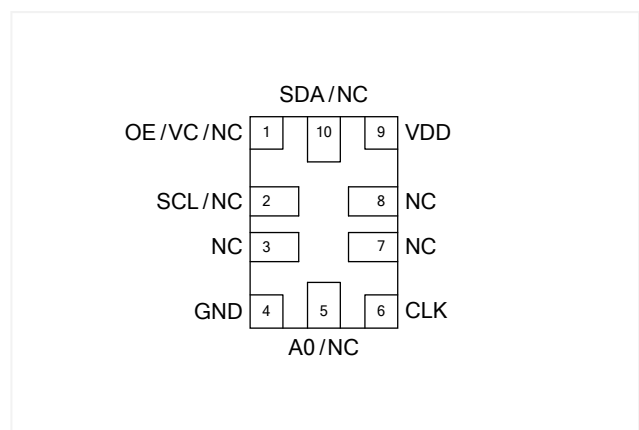 SDA/NC
OE/VC/NC 1 10 9 VDD
SCL/NC 2 8 NC
NC 3 7 NC
GND 4 5 6 CLK
A0/NC